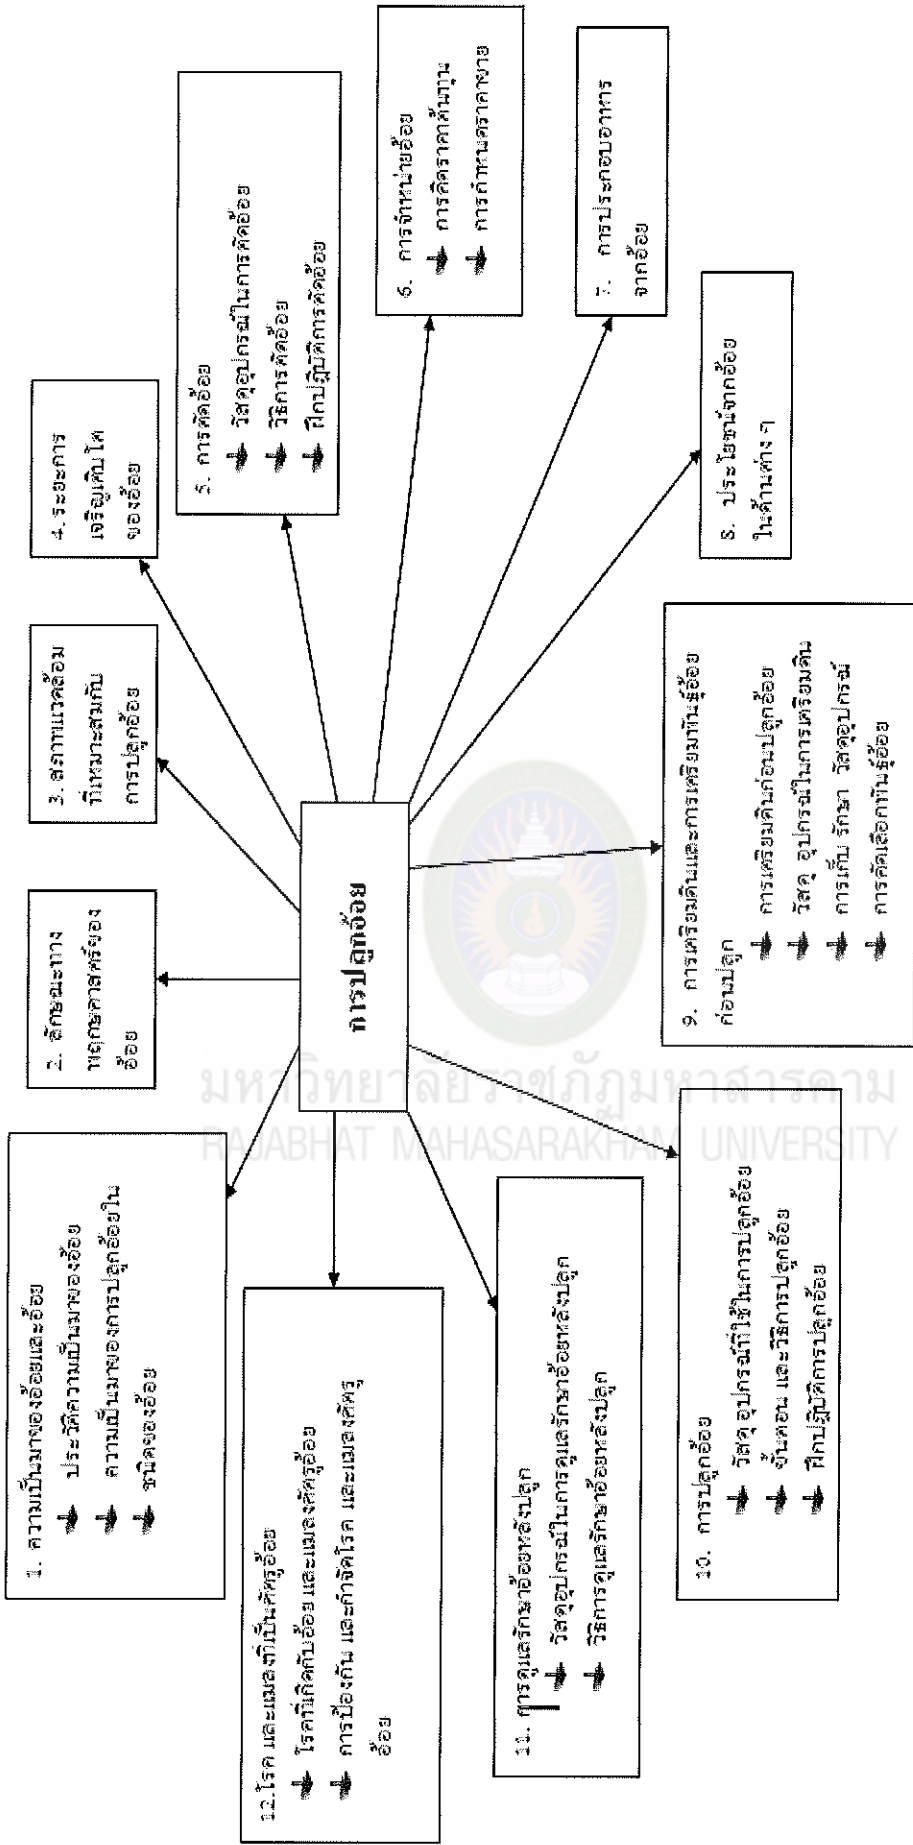 1. ความเป็นมาของอ้อยและอ้อย
ประวัติความเป็นมาของอ้อย
ความเป็นมาของการปลูกอ้อยใน
ชนิดของอ้อย
2. ลักษณะทาง
พฤกษศาสตร์ของ
อ้อย
3. สภาพแวดล้อม
ที่เหมาะสมกับ
การปลูกอ้อย
4. ระยะการ
เจริญเติบโต
ของอ้อย
5. การตัดอ้อย
วัสดุอุปกรณ์ในการตัดอ้อย
วิธีการตัดอ้อย
ฝึกปฏิบัติการตัดอ้อย
6. การจำหน่ายอ้อย
การคิดราคาต้นทุน
การกำหนดราคาขาย
7. การประกอบอาหาร
จากอ้อย
8. ประโยชน์จากอ้อย
ในด้านต่าง ๆ
การปลูกอ้อย
9. การเตรียมดินและการเตรียมพันธุ์อ้อย
ก่อนปลูก
การเตรียมดินก่อนปลูกอ้อย
วัสดุ อุปกรณ์ในการเตรียมดิน
การเก็บ รักษา วัสดุอุปกรณ์
การคัดเลือกพันธุ์อ้อย
10. การปลูกอ้อย
วัสดุ อุปกรณ์ที่ใช้ในการปลูกอ้อย
ขั้นตอน และวิธีการปลูกอ้อย
ฝึกปฏิบัติการปลูกอ้อย
11. การดูแลรักษาอ้อยหลังปลูก
วัสดุอุปกรณ์ในการดูแลรักษาอ้อยหลังปลูก
วิธีการดูแลรักษาอ้อยหลังปลูก
12. โรค และแมลงที่เป็นศัตรูอ้อย
โรคที่เกิดกับอ้อย และแมลงศัตรูอ้อย
การป้องกัน และกำจัดโรค และแมลงศัตรู
อ้อย
มหาวิทยาลัยราชภัฏมหาสารคาม
RAJABHAT MAHASARAKHAM UNIVERSITY